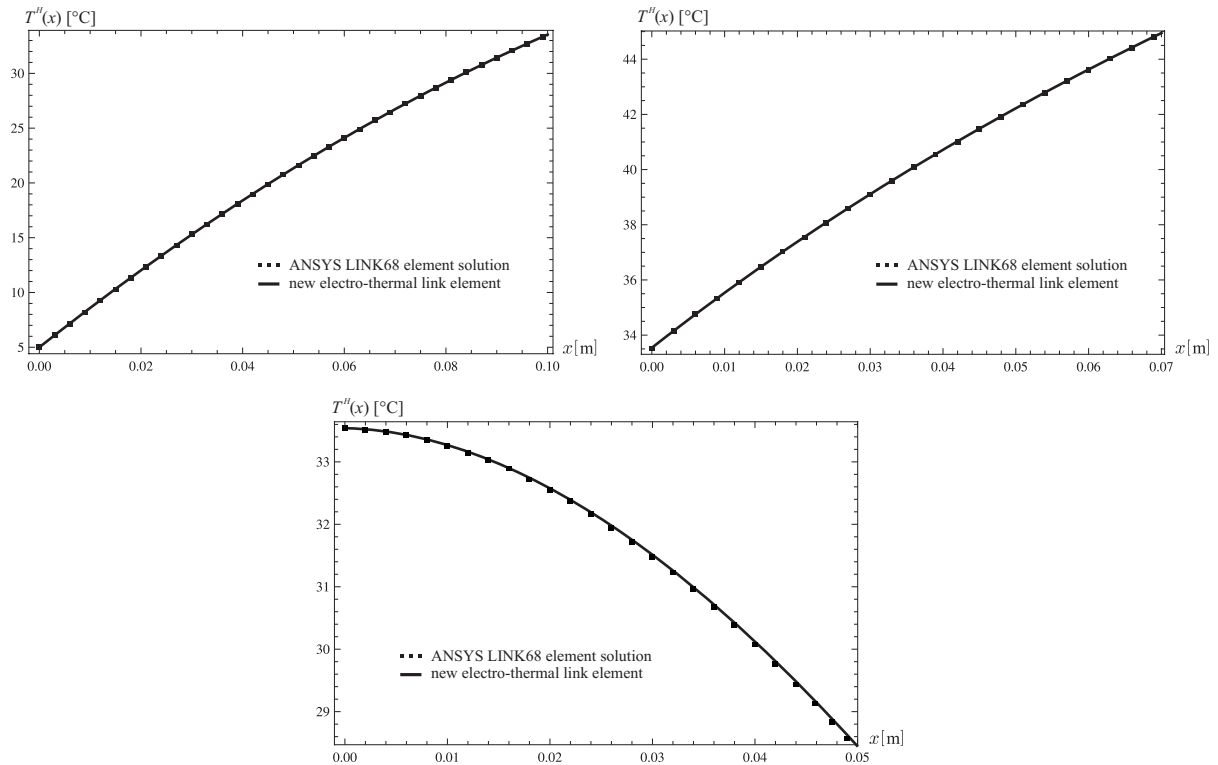 T^H(x) [°C]
30
25
20
15
10
5
ANSYS LINK68 element solution
new electro-thermal link element
x[m]
0.00 0.02 0.04 0.06 0.08 0.10
T^H(x) [°C]
44
42
40
38
36
34
ANSYS LINK68 element solution
new electro-thermal link element
x[m]
0.00 0.01 0.02 0.03 0.04 0.05 0.06 0.07
T^H(x) [°C]
33
32
31
30
29
ANSYS LINK68 element solution
new electro-thermal link element
x[m]
0.00 0.01 0.02 0.03 0.04 0.05